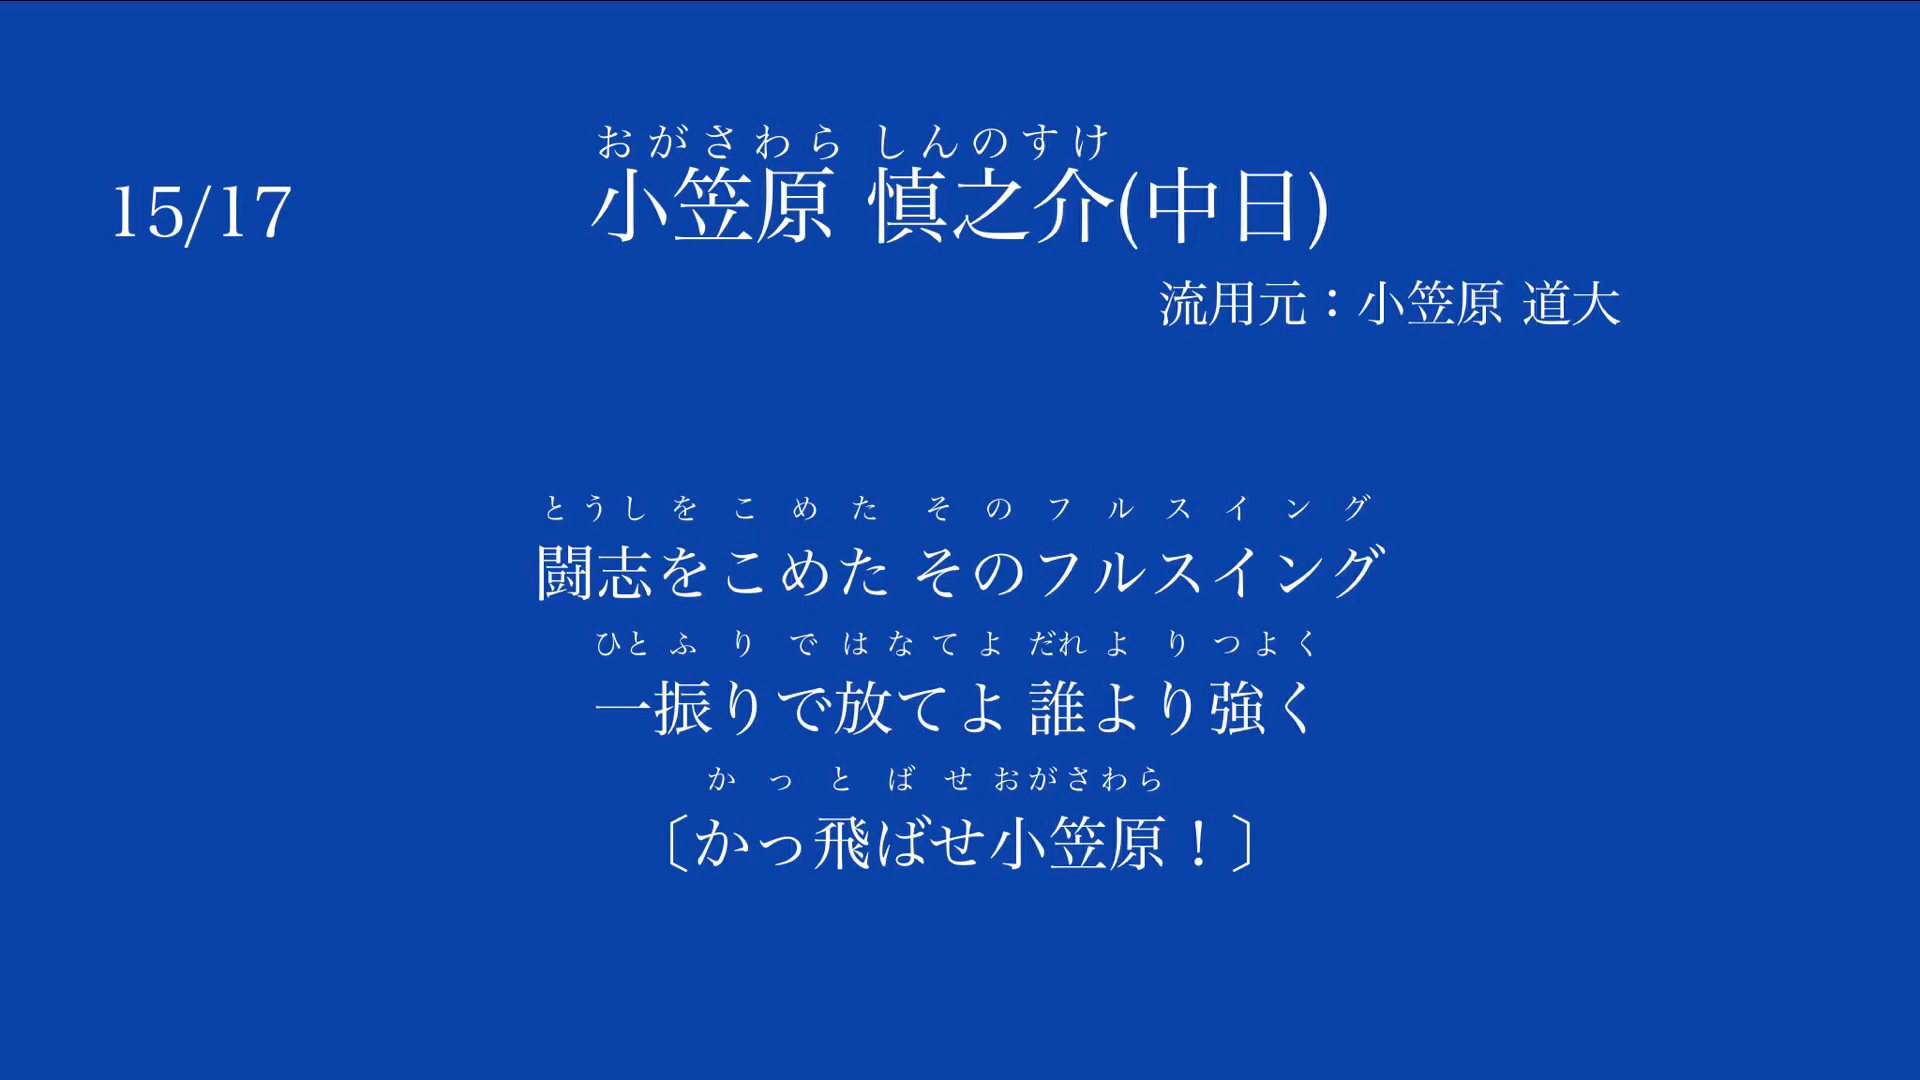 おがさわら しんのすけ
15/17
小笠原 慎之介(中日)
流用元：小笠原 道大
とうしをこめた そのフルスイング
闘志をこめた そのフルスイング
ひとふりではなてよ だれよりつよく
一振りで放てよ 誰より強く
かっとばせおがさわら
〔かっ飛ばせ小笠原！〕